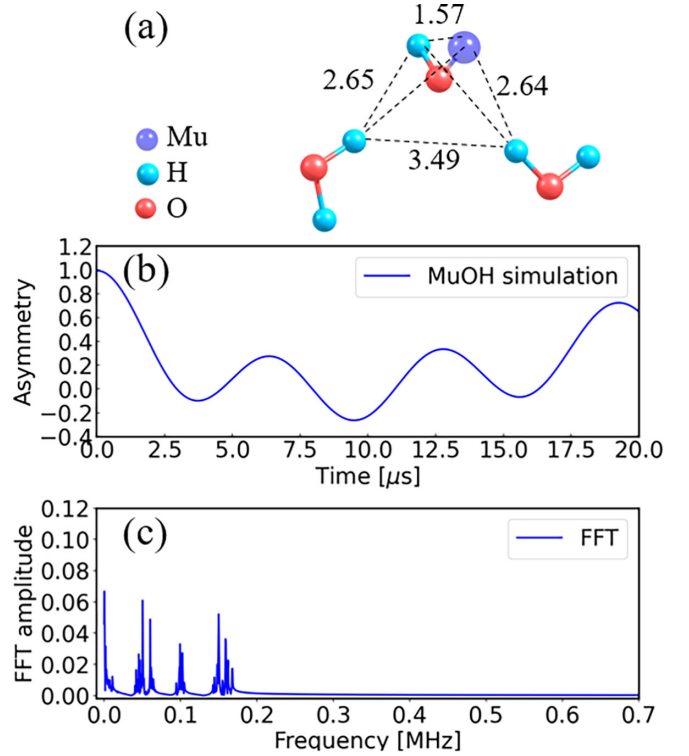 (a)
1.57
2.65
2.64
3.49
Mu
H
O
(b)
MuOH simulation
Asymmetry
1.2
1.0
0.8
0.6
0.4
0.2
0.0
−0.2
−0.4
0.0 2.5 5.0 7.5 10.0 12.5 15.0 17.5 20.0
Time [μs]
(c)
FFT
FFT amplitude
0.12
0.10
0.08
0.06
0.04
0.02
0.00
0.0 0.1 0.2 0.3 0.4 0.5 0.6 0.7
Frequency [MHz]